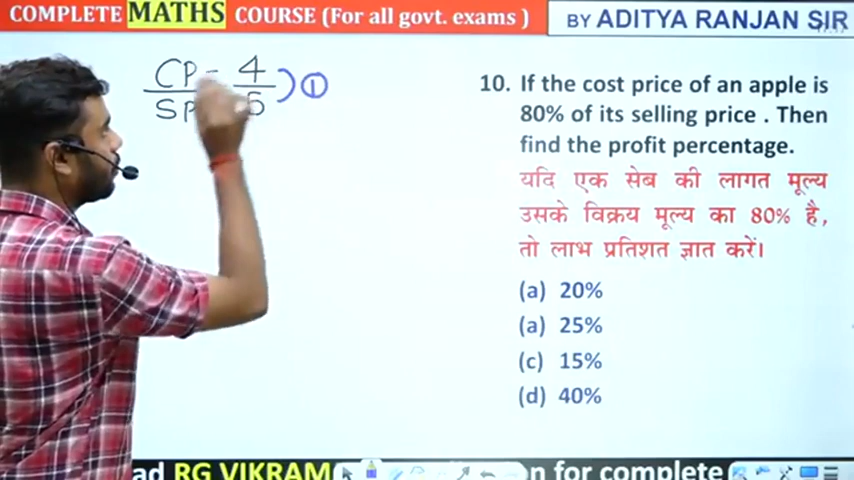 COMPLETE MATHS COURSE (For all govt. exams )
BY ADITYA RANJAN SIR
CP = 4
SP 5
) ①
10. If the cost price of an apple is
80% of its selling price . Then
find the profit percentage.
यदि एक सेब की लागत मूल्य
उसके विक्रय मूल्य का 80% है,
तो लाभ प्रतिशत ज्ञात करें।
(a) 20%
(a) 25%
(c) 15%
(d) 40%
ad RG VIKRAM
n for complete